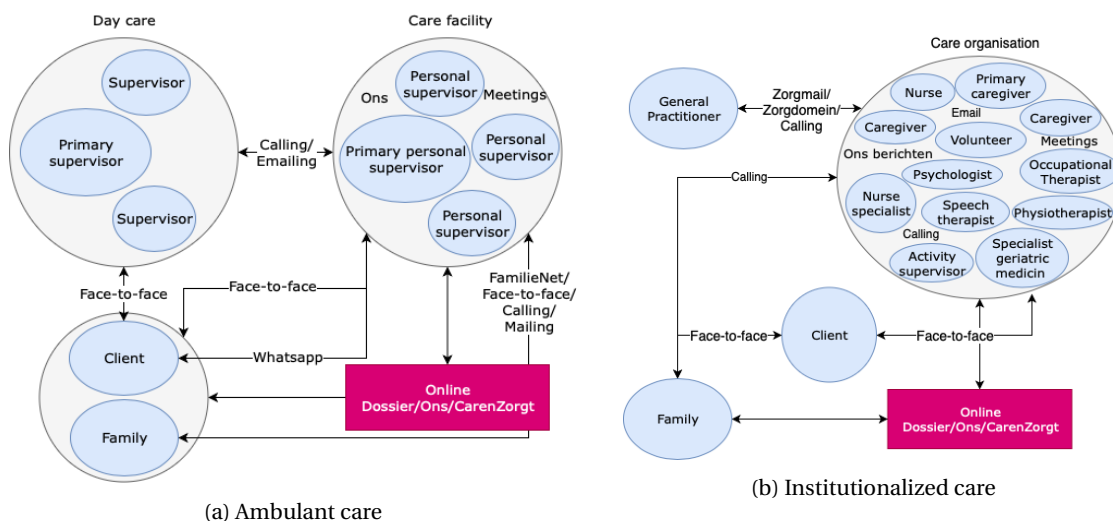 Day care
Supervisor
Primary
supervisor
Supervisor
Calling/
Emailing
Care facility
Ons
Personal
supervisor
Meetings
Primary personal
supervisor
Personal
supervisor
Personal
supervisor
Face-to-face
Face-to-face
FamilieNet/
Face-to-face/
Calling/
Mailing
Client
Whatsapp
Family
Online
Dossier/Ons/CarenZorgt
(a) Ambulant care
General
Practitioner
Zorgmail/
Zorgdomein/
Calling
Care organisation
Nurse
Primary
caregiver
Email
Caregiver
Volunteer
Caregiver
Meetings
Ons berichten
Psychologist
Occupational
Therapist
Nurse
specialist
Speech
therapist
Physiotherapist
Calling
Activity
supervisor
Specialist
geriatric
medicin
Calling
Face-to-face
Client
Face-to-face
Family
Online
Dossier/Ons/CarenZorgt
(b) Institutionalized care